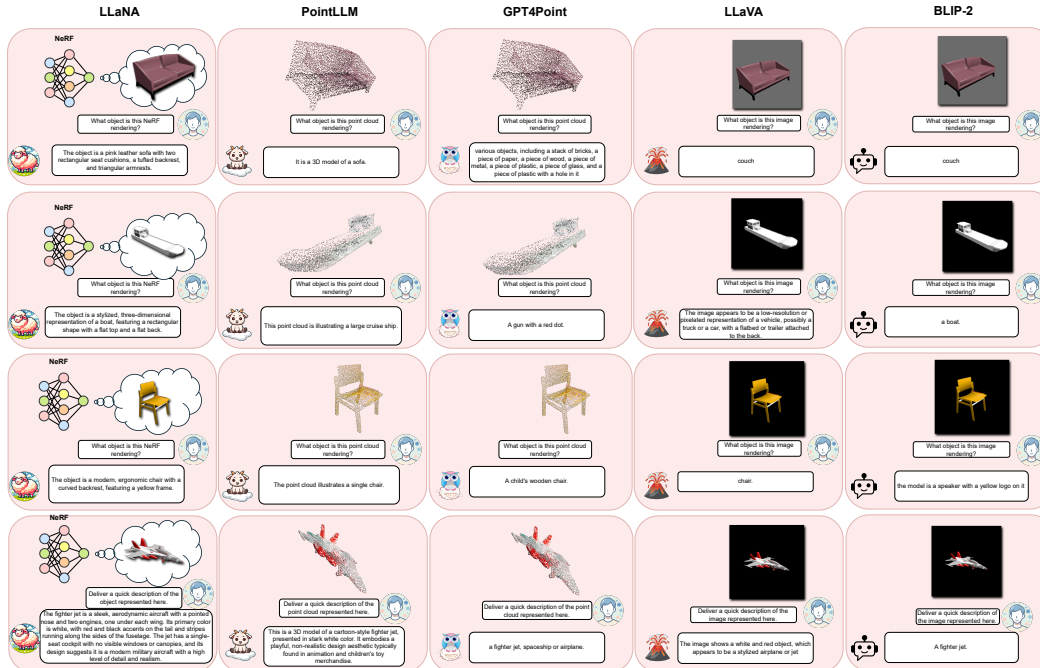 LLaNA
PointLLM
GPT4Point
LLaVA
BLIP-2
NeRF
What object is this NeRF
rendering?
The object is a pink leather sofa with two
rectangular seat cushions, a tufted backrest,
and triangular armrests.
What object is this point cloud
rendering?
It is a 3D model of a sofa.
What object is this point cloud
rendering?
various objects, including a stack of bricks, a
piece of paper, a piece of wood, a piece of
metal, a piece of plastic, a piece of glass, and a
piece of plastic with a hole in it
What object is this image
rendering?
couch
What object is this image
rendering?
couch
NeRF
What object is this NeRF
rendering?
The object is a stylized, three-dimensional
representation of a boat, featuring a rectangular
shape with a flat top and a flat back.
What object is this point cloud
rendering?
This point cloud is illustrating a large cruise ship.
What object is this point cloud
rendering?
A gun with a red dot.
What object is this image
rendering?
The image appears to be a low-resolution or
pixelated representation of a vehicle, possibly a
truck or a car, with a flatbed or trailer attached to
the back.
What object is this image
rendering?
a boat.
NeRF
What object is this NeRF
rendering?
The object is a modern, ergonomic chair with a
curved backrest, featuring a yellow frame.
What object is this point cloud
rendering?
The point cloud illustrates a single chair.
What object is this point cloud
rendering?
A child's wooden chair.
What object is this image
rendering?
chair.
What object is this image
rendering?
the model is a speaker with a yellow logo on it
NeRF
Deliver a quick description of the
object represented here.
The fighter jet is a sleek, aerodynamic aircraft with a pointed
nose and two engines, one under each wing. Its primary color
is white, with red and black accents on the tail and stripes
running along the sides of the fuselage. The jet has a single-
seat cockpit with no visible windows or canopies, and its
design suggests it is a modern military aircraft with a high
level of detail and realism.
Deliver a quick description of the
point cloud represented here.
This is a 3D model of a cartoon-style fighter jet,
presented in stark white color. It embodies a
playful, non-realistic design aesthetic typically
found in animation and children's toy
merchandise.
Deliver a quick description of the point
cloud represented here.
a fighter jet, spaceship or airplane.
Deliver a quick description of the
image represented here.
The image shows a white and red object, which
appears to be a stylized airplane or jet
Deliver a quick description of
the image represented here.
A fighter jet.